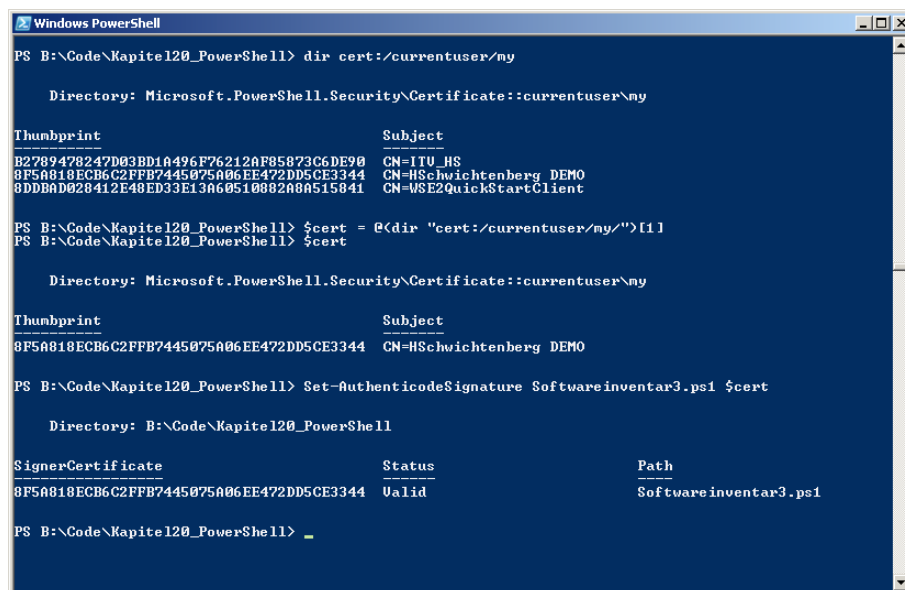 Windows PowerShell
PS B:\Code\Kapitel20_PowerShell> dir cert:/currentuser/my
Directory: Microsoft.PowerShell.Security\Certificate::currentuser\my
Thumbprint Subject
---------- -------
B2789478247D03BD1A496F76212AF85873C6DE90 CN=ITV_HS
8F5A818ECB6C2FFB7445075A06EE472DD5CE3344 CN=HSchwichtenberg DEMO
8DDBAD028412E48ED33E13A60510882A8A515841 CN=WSE2QuickStartClient
PS B:\Code\Kapitel20_PowerShell> $cert = @(dir "cert:/currentuser/my/")[1]
PS B:\Code\Kapitel20_PowerShell> $cert
Directory: Microsoft.PowerShell.Security\Certificate::currentuser\my
Thumbprint Subject
---------- -------
8F5A818ECB6C2FFB7445075A06EE472DD5CE3344 CN=HSchwichtenberg DEMO
PS B:\Code\Kapitel20_PowerShell> Set-AuthenticodeSignature Softwareinventar3.ps1 $cert
Directory: B:\Code\Kapitel20_PowerShell
SignerCertificate Status Path
----------------- ------ ----
8F5A818ECB6C2FFB7445075A06EE472DD5CE3344 Valid Softwareinventar3.ps1
PS B:\Code\Kapitel20_PowerShell> _